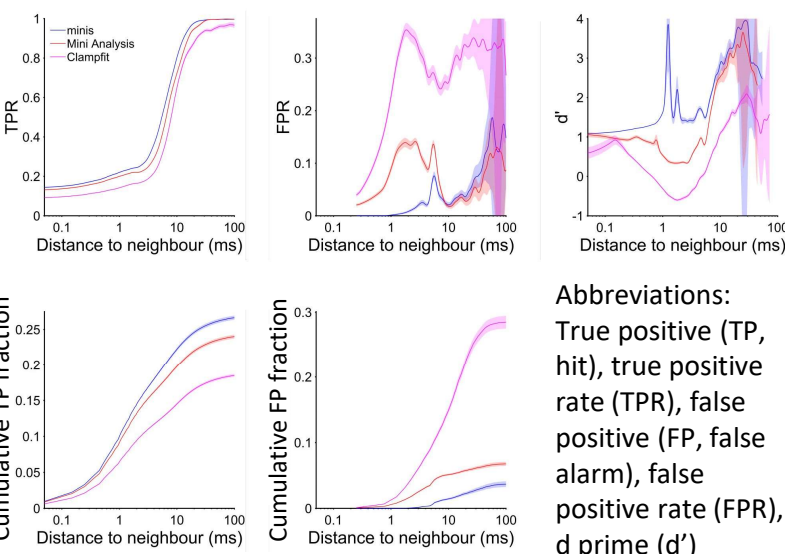 1
0.8
0.6
0.4
0.2
0
TPR
minis
Mini Analysis
Clampfit
0.1 1 10 100
Distance to neighbour (ms)
0.3
0.2
0.1
0
FPR
0.1 1 10 100
Distance to neighbour (ms)
4
3
2
1
0
-1
d'
0.1 1 10 100
Distance to neighbour (ms)
0.25
0.2
0.15
0.1
0.05
0
Cumulative TP fraction
0.1 1 10 100
Distance to neighbour (ms)
0.3
0.2
0.1
0
Cumulative FP fraction
0.1 1 10 100
Distance to neighbour (ms)
Abbreviations:
True positive (TP,
hit), true positive
rate (TPR), false
positive (FP, false
alarm), false
positive rate (FPR),
d prime (d’)